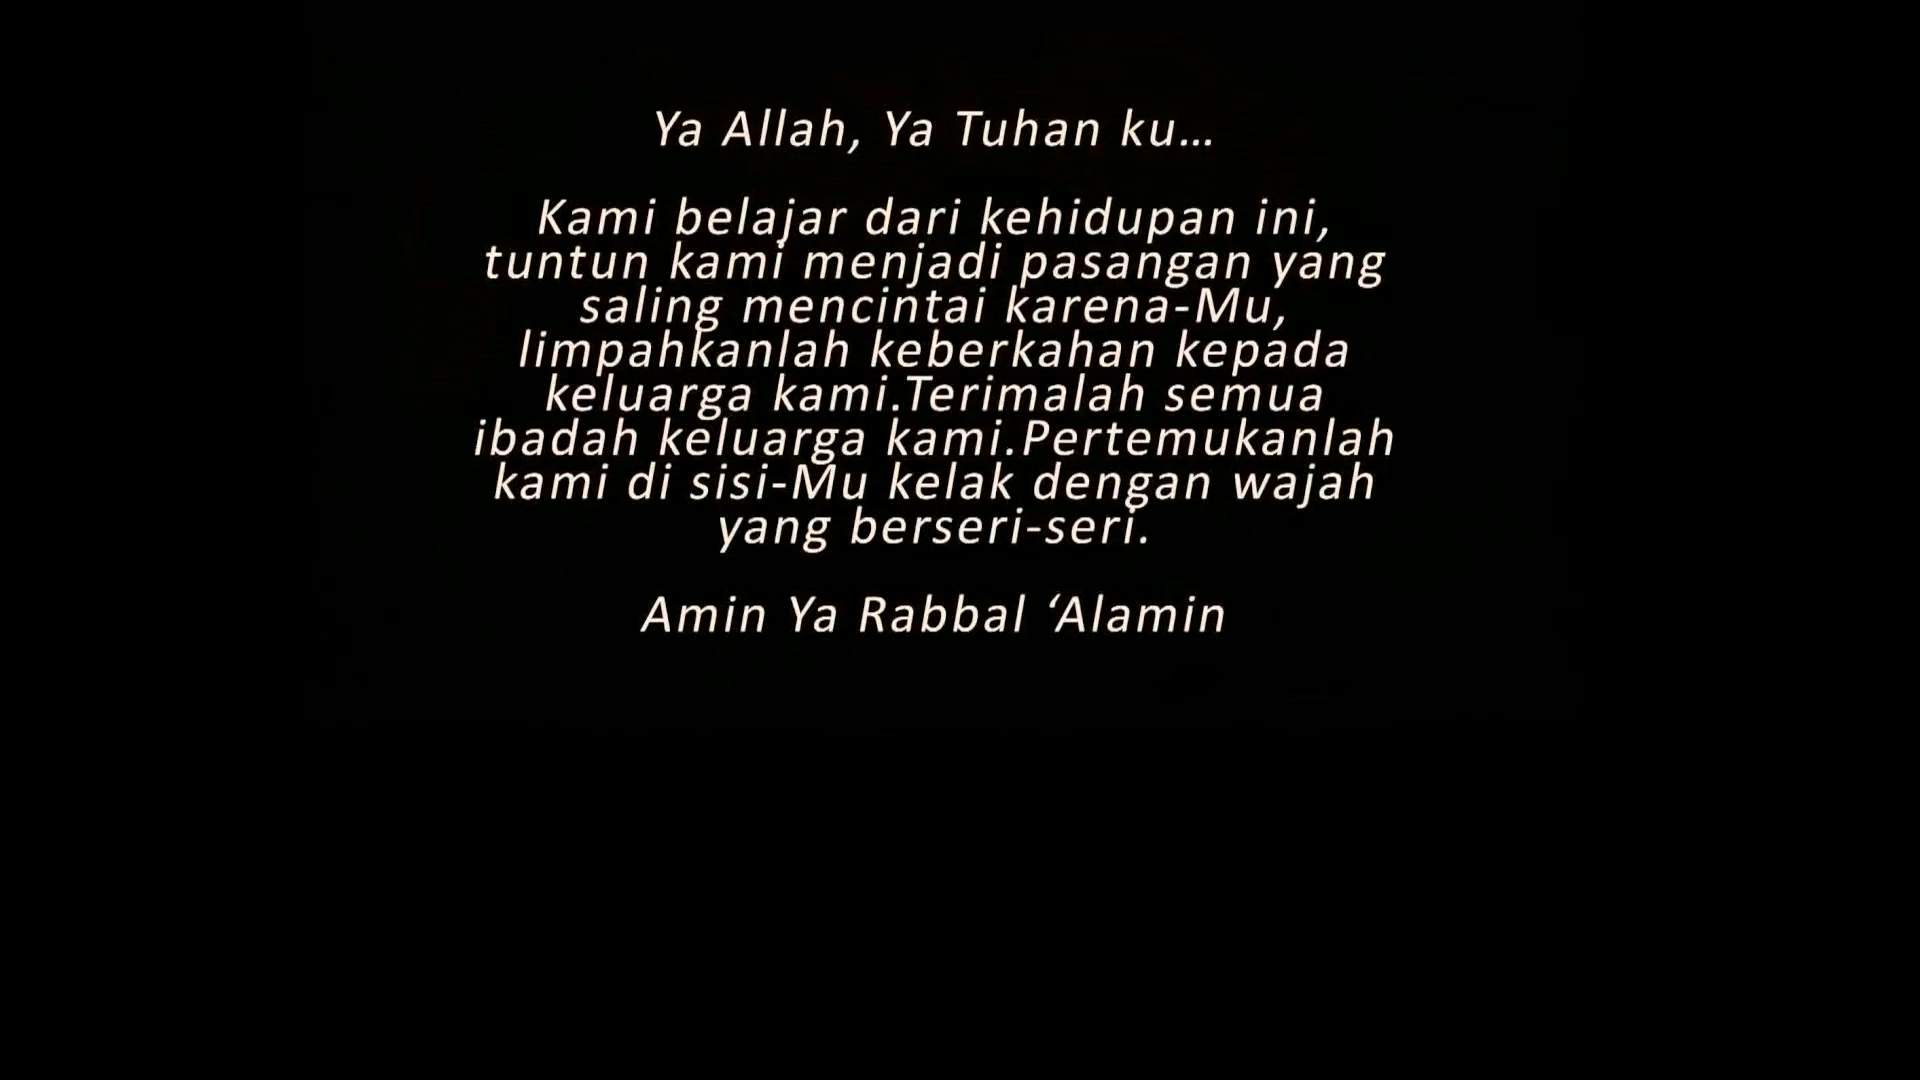 Ya Allah, Ya Tuhan ku...
Kami belajar dari kehidupan ini,
tuntun kami menjadi pasangan yang
saling mencintai karena-Mu,
limpahkanlah keberkahan kepada
keluarga kami.Terimalah semua
ibadah keluarga kami.Pertemukanlah
kami di sisi-Mu kelak dengan wajah
yang berseri-seri.
Amin Ya Rabbal ‘Alamin